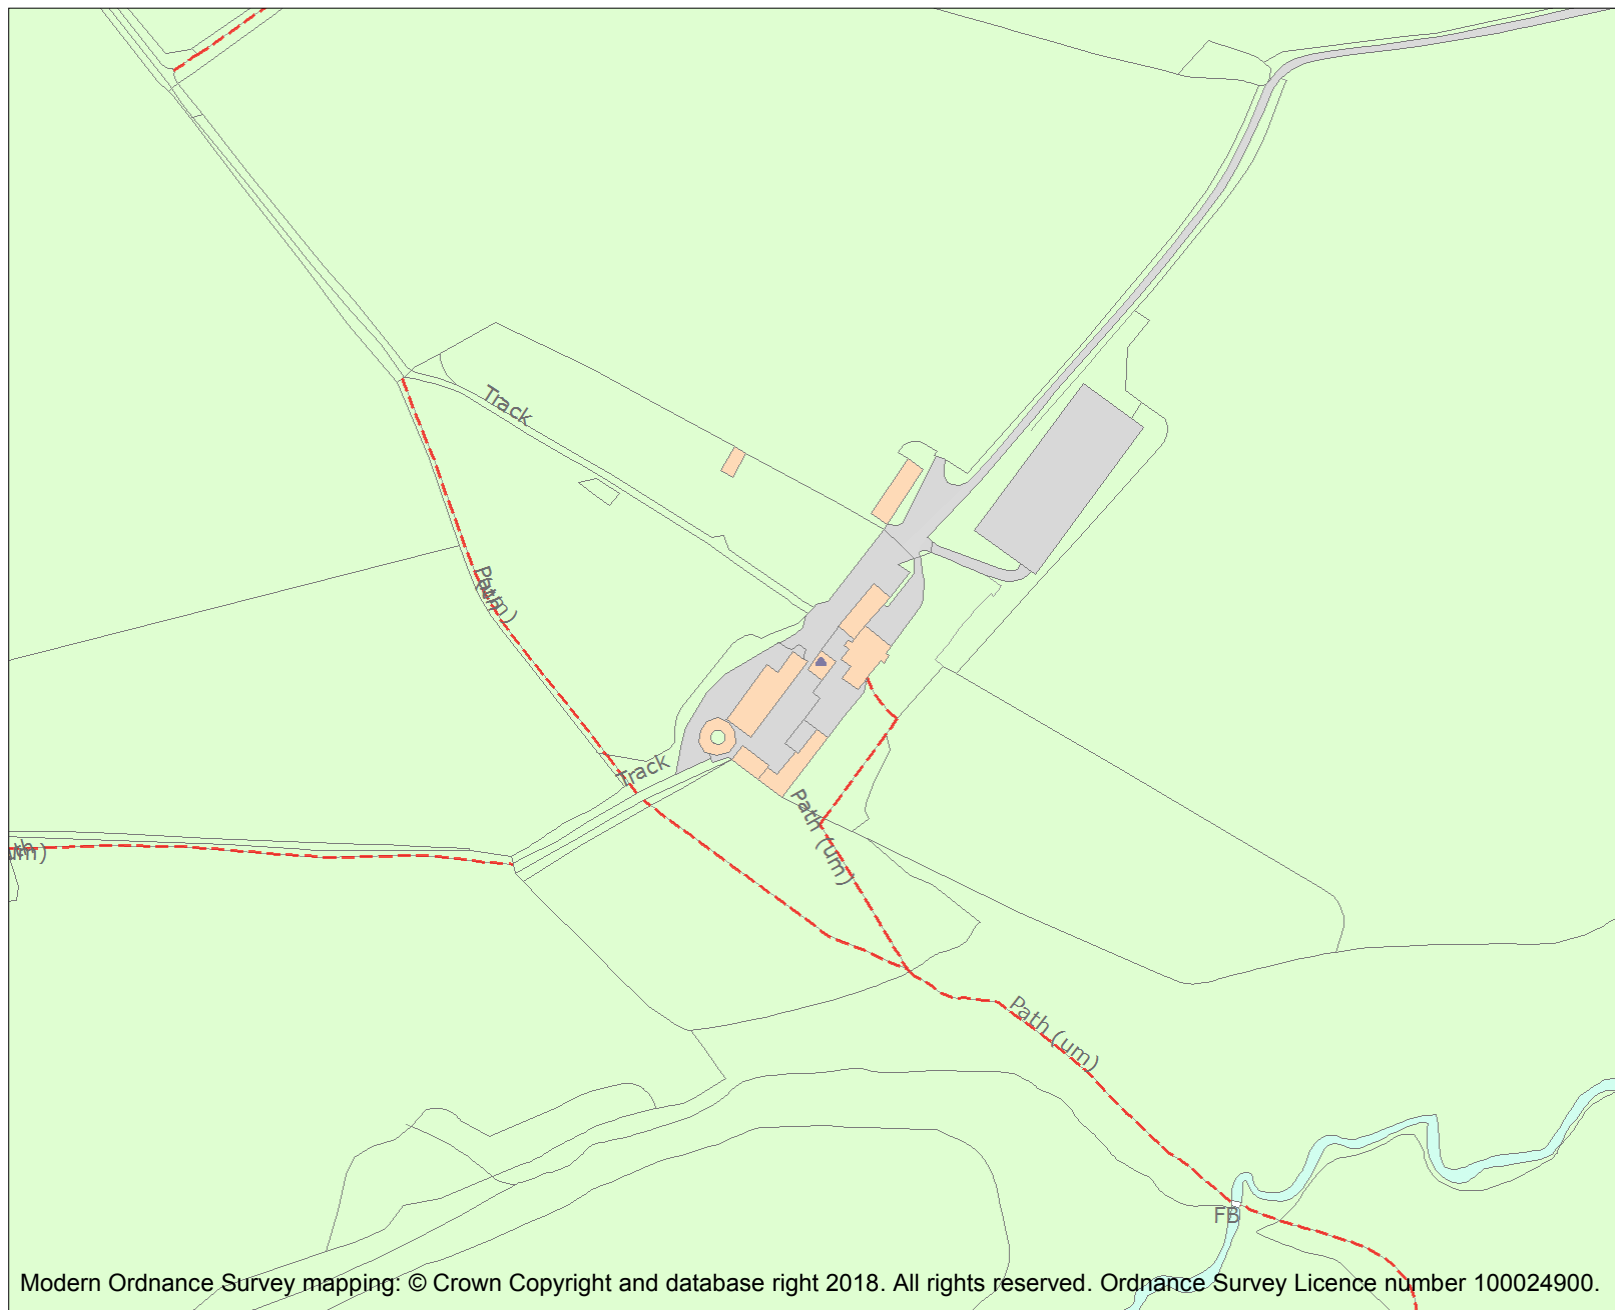 Track
Path
(um)
Track
Path (um)
(um)
Path (um)
FB
Modern Ordnance Survey mapping: © Crown Copyright and database right 2018. All rights reserved. Ordnance Survey Licence number 100024900.